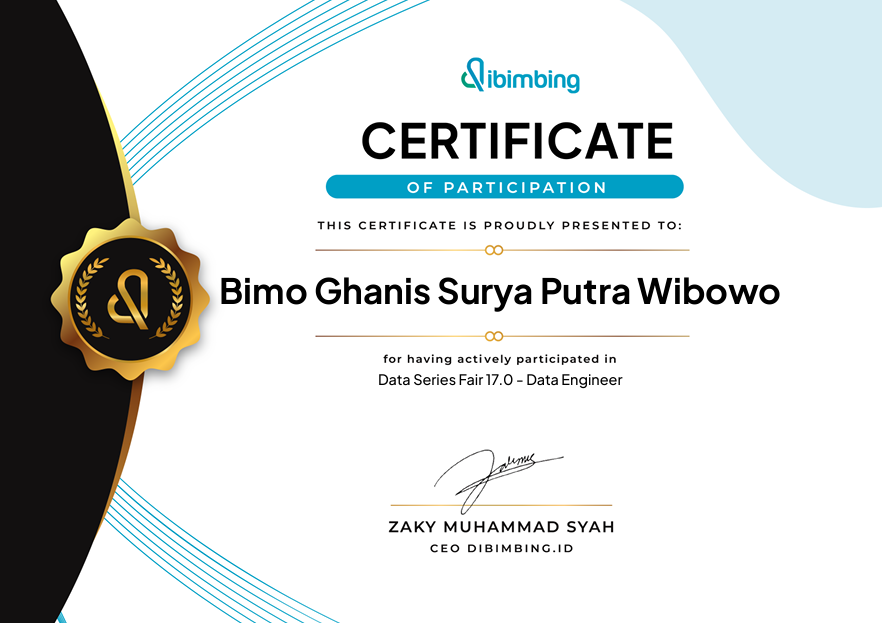 dibimbing
CERTIFICATE
OF PARTICIPATION
THIS CERTIFICATE IS PROUDLY PRESENTED TO:
Bimo Ghanis Surya Putra Wibowo
for having actively participated in
Data Series Fair 17.0 - Data Engineer
ZAKY MUHAMMAD SYAH
CEO DIBIMBING.ID